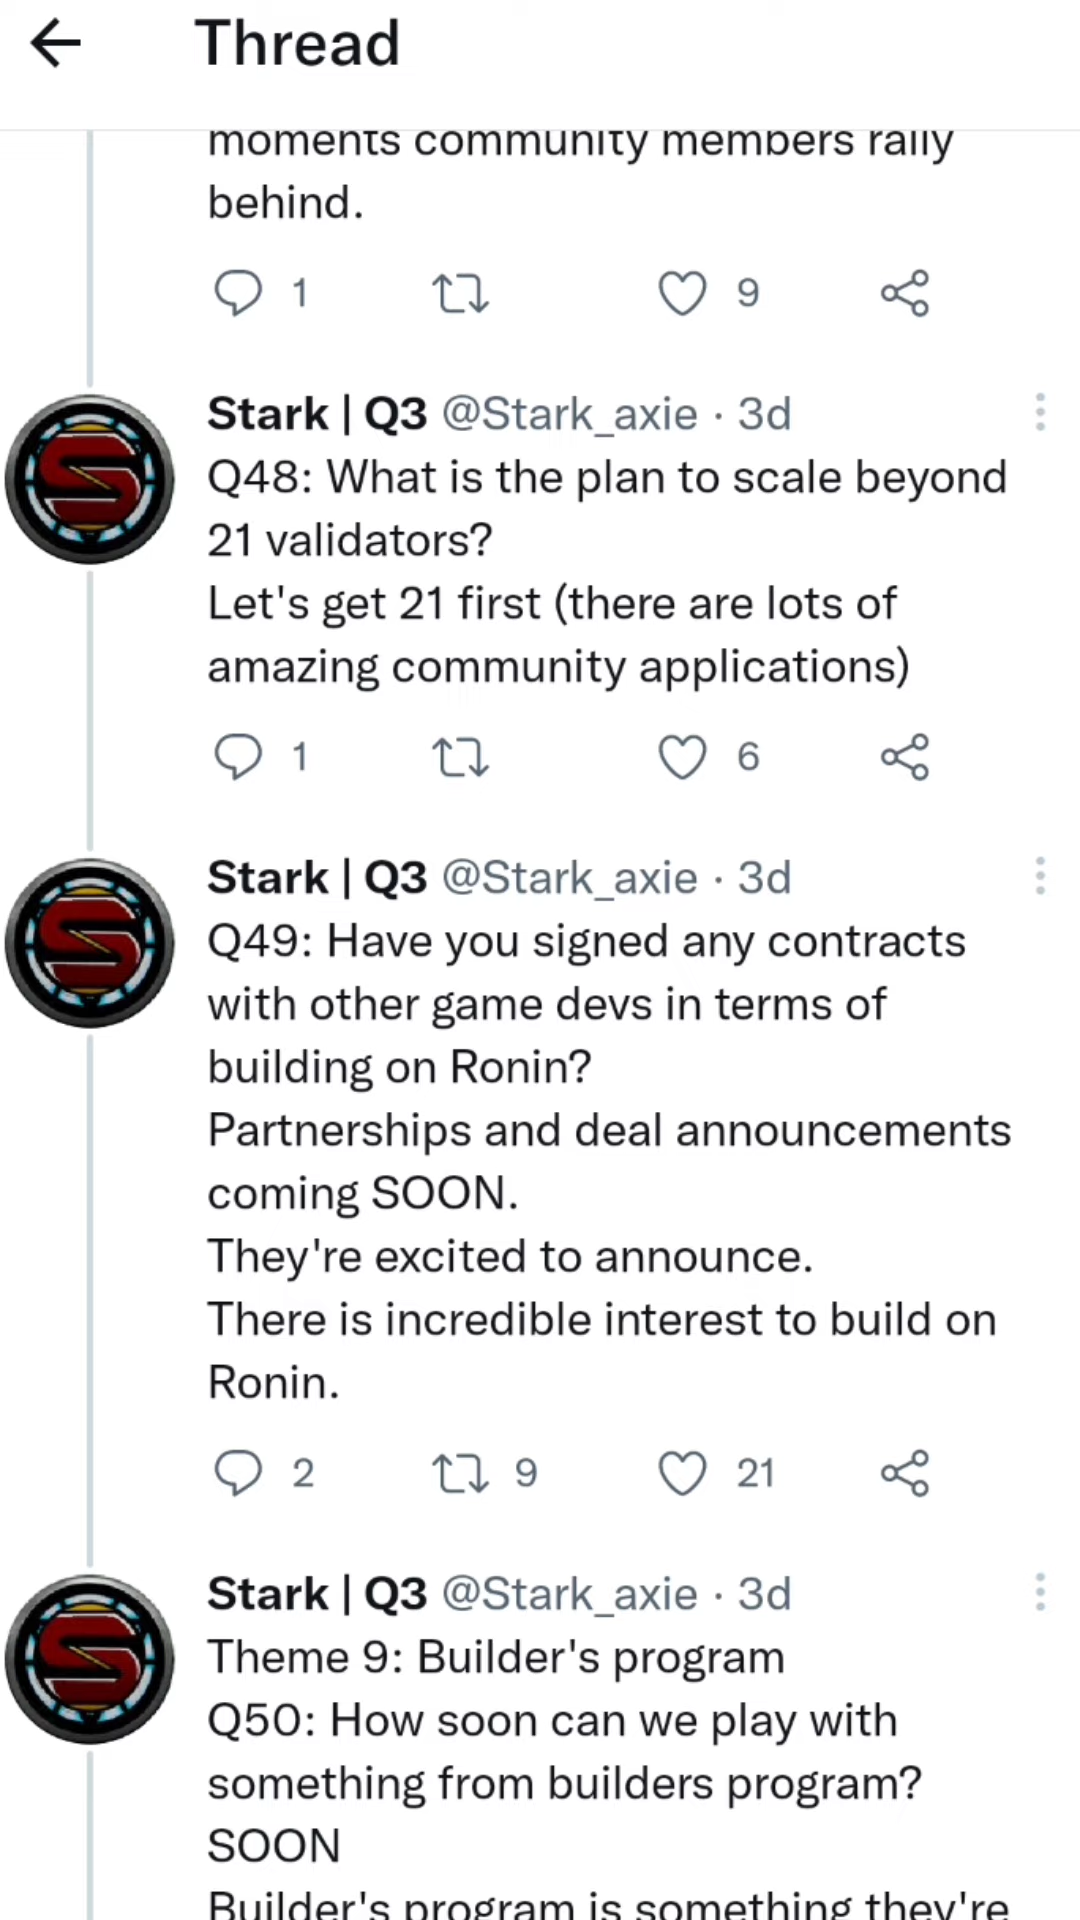 Thread
moments community members rally
behind.
1
9
Stark | Q3 @Stark_axie · 3d
Q48: What is the plan to scale beyond
21 validators?
Let's get 21 first (there are lots of
amazing community applications)
1
6
Stark | Q3 @Stark_axie · 3d
Q49: Have you signed any contracts
with other game devs in terms of
building on Ronin?
Partnerships and deal announcements
coming SOON.
They're excited to announce.
There is incredible interest to build on
Ronin.
2
9
21
Stark | Q3 @Stark_axie · 3d
Theme 9: Builder's program
Q50: How soon can we play with
something from builders program?
SOON
Builder's program is something they're